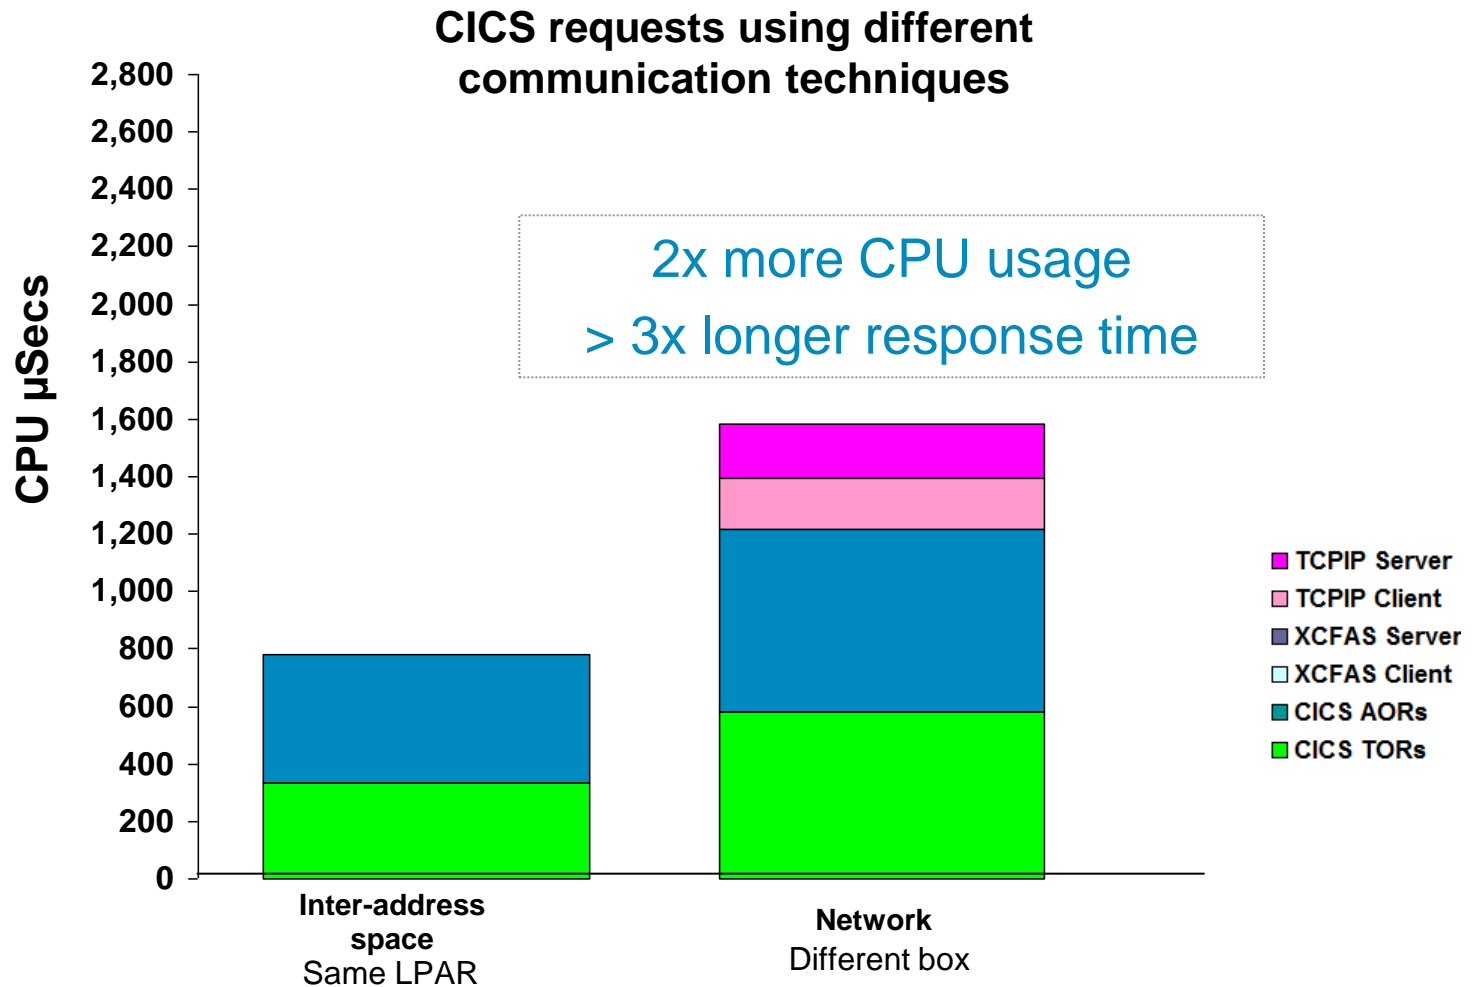 CICS requests using different
communication techniques
2,800
2,600
2,400
2,200
2,000
1,800
1,600
1,400
1,200
1,000
800
600
400
200
0
CPU µSecs
2x more CPU usage
> 3x longer response time
Inter-address
space
Same LPAR
Network
Different box
TCPIP Server
TCPIP Client
XCFAS Server
XCFAS Client
CICS AORs
CICS TORs